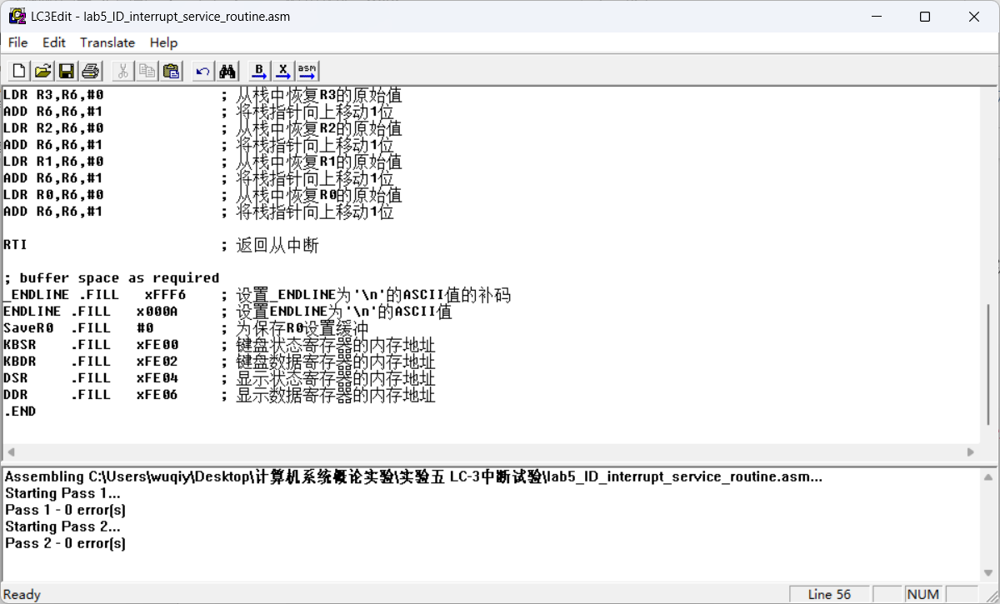 LC3Edit - lab5_ID_interrupt_service_routine.asm
File Edit Translate Help
B X asm
LDR R3,R6,#0 ; 从栈中恢复R3的原始值
ADD R6,R6,#1 ; 将栈指针向上移动1位
LDR R2,R6,#0 ; 从栈中恢复R2的原始值
ADD R6,R6,#1 ; 将栈指针向上移动1位
LDR R1,R6,#0 ; 从栈中恢复R1的原始值
ADD R6,R6,#1 ; 将栈指针向上移动1位
LDR R0,R6,#0 ; 从栈中恢复R0的原始值
ADD R6,R6,#1 ; 将栈指针向上移动1位
RTI ; 返回从中断
; buffer space as required
_ENDLINE .FILL xFFF6 ; 设置_ENDLINE为'\n'的ASCII值的补码
ENDLINE .FILL x000A ; 设置ENDLINE为'\n'的ASCII值
SaveR0 .FILL #0 ; 为保存R0设置缓冲
KBSR .FILL xFE00 ; 键盘状态寄存器的内存地址
KBDR .FILL xFE02 ; 键盘数据寄存器的内存地址
DSR .FILL xFE04 ; 显示状态寄存器的内存地址
DDR .FILL xFE06 ; 显示数据寄存器的内存地址
.END
Assembling C:\Users\wuqiy\Desktop\计算机系统概论实验\实验五 LC-3中断试验\lab5_ID_interrupt_service_routine.asm...
Starting Pass 1...
Pass 1 - 0 error(s)
Starting Pass 2...
Pass 2 - 0 error(s)
Ready Line 56 NUM